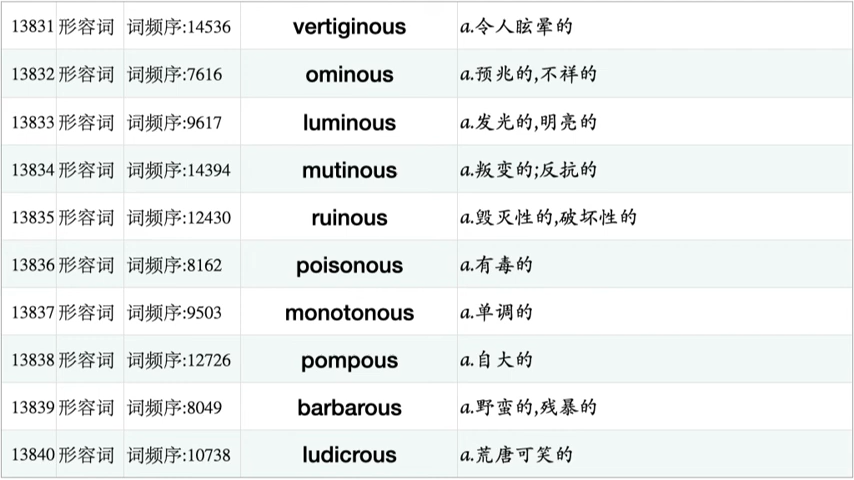 13831 形容词 词频序:14536 vertiginous a.令人眩晕的
13832 形容词 词频序:7616 ominous a.预兆的,不祥的
13833 形容词 词频序:9617 luminous a.发光的,明亮的
13834 形容词 词频序:14394 mutinous a.叛变的;反抗的
13835 形容词 词频序:12430 ruinous a.毁灭性的,破坏性的
13836 形容词 词频序:8162 poisonous a.有毒的
13837 形容词 词频序:9503 monotonous a.单调的
13838 形容词 词频序:12726 pompous a.自大的
13839 形容词 词频序:8049 barbarous a.野蛮的,残暴的
13840 形容词 词频序:10738 ludicrous a.荒唐可笑的